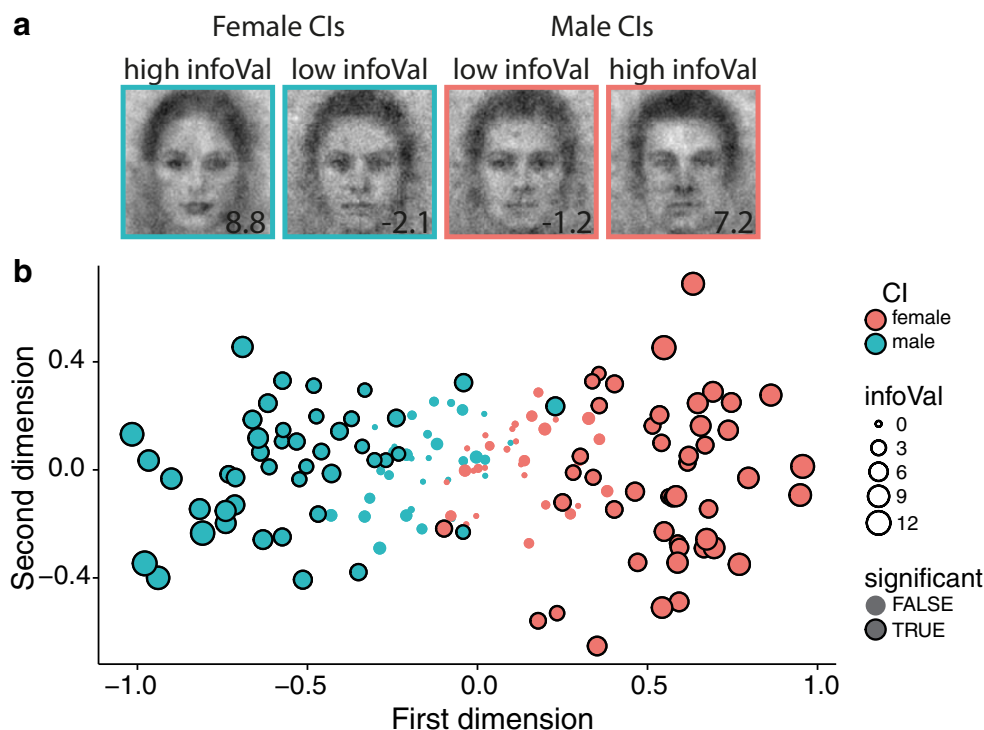 a
Female CIs
Male CIs
high infoVal
low infoVal
low infoVal
high infoVal
8.8
-2.1
-1.2
7.2
b
Second dimension
0.4
0.0
−0.4
−1.0
−0.5
0.0
0.5
1.0
First dimension
CI
female
male
infoVal
0
3
6
9
12
significant
FALSE
TRUE